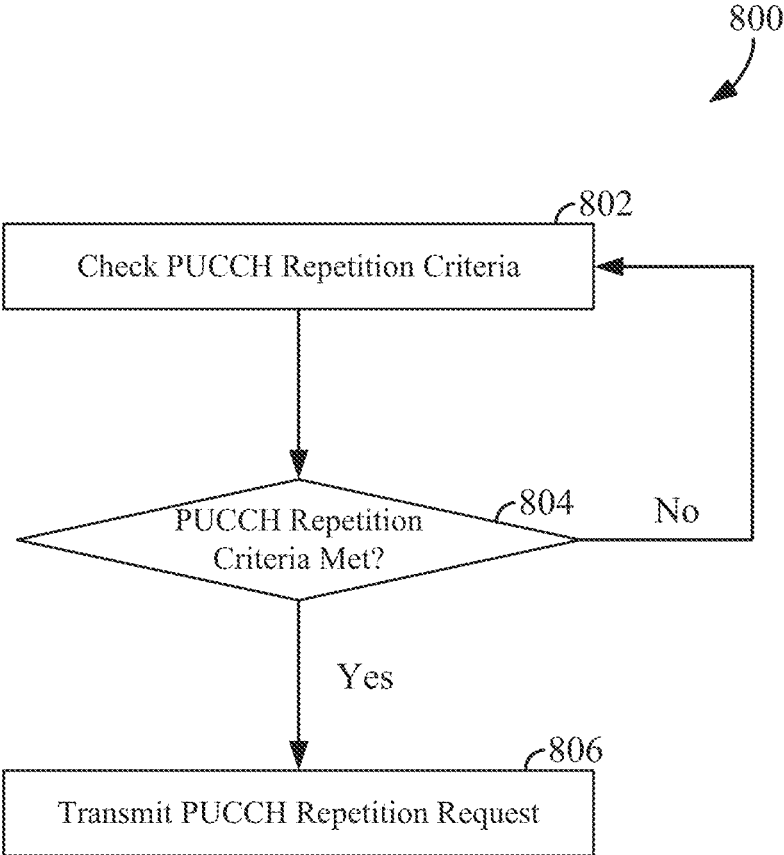 800
802
Check PUCCH Repetition Criteria
804
PUCCH Repetition
Criteria Met?
No
Yes
806
Transmit PUCCH Repetition Request